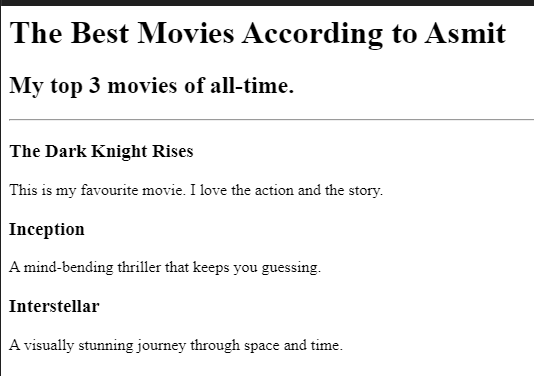 The Best Movies According to Asmit
My top 3 movies of all-time.
The Dark Knight Rises
This is my favourite movie. I love the action and the story.
Inception
A mind-bending thriller that keeps you guessing.
Interstellar
A visually stunning journey through space and time.